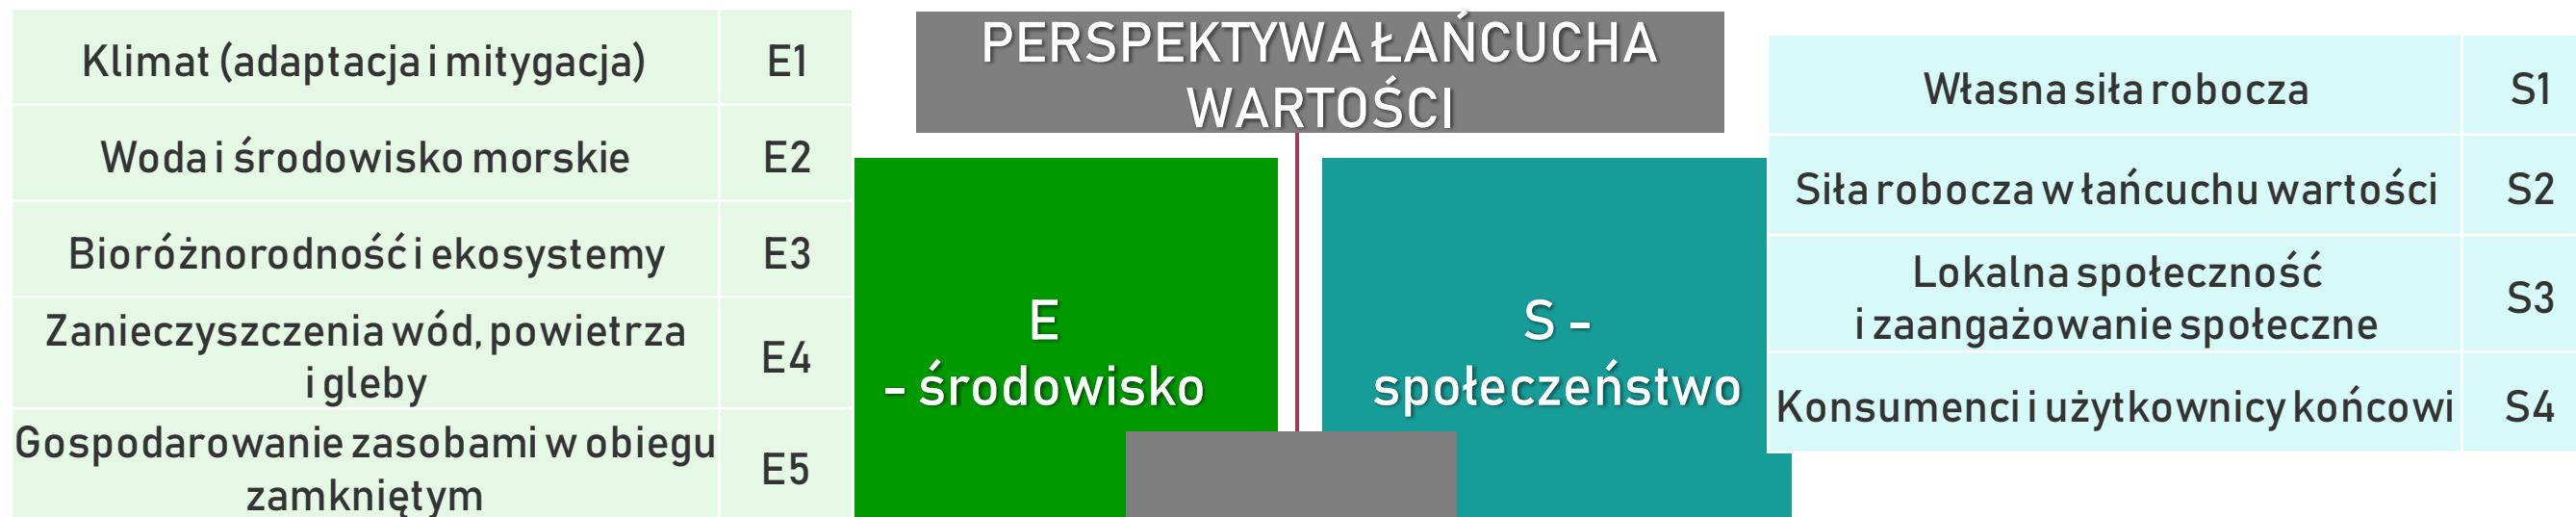 Klimat (adaptacja i mitygacja) E1
Woda i środowisko morskie E2
Bioróżnorodność i ekosystemy E3
Zanieczyszczenia wód, powietrza
i gleby E4
Gospodarowanie zasobami w obiegu
zamkniętym E5
PERSPEKTYWA ŁAŃCUCHA
WARTOŚCI
E
- środowisko
S -
społeczeństwo
Własna siła robocza S1
Siła robocza w łańcuchu wartości S2
Lokalna społeczność
i zaangażowanie społeczne S3
Konsumenci i użytkownicy końcowi S4